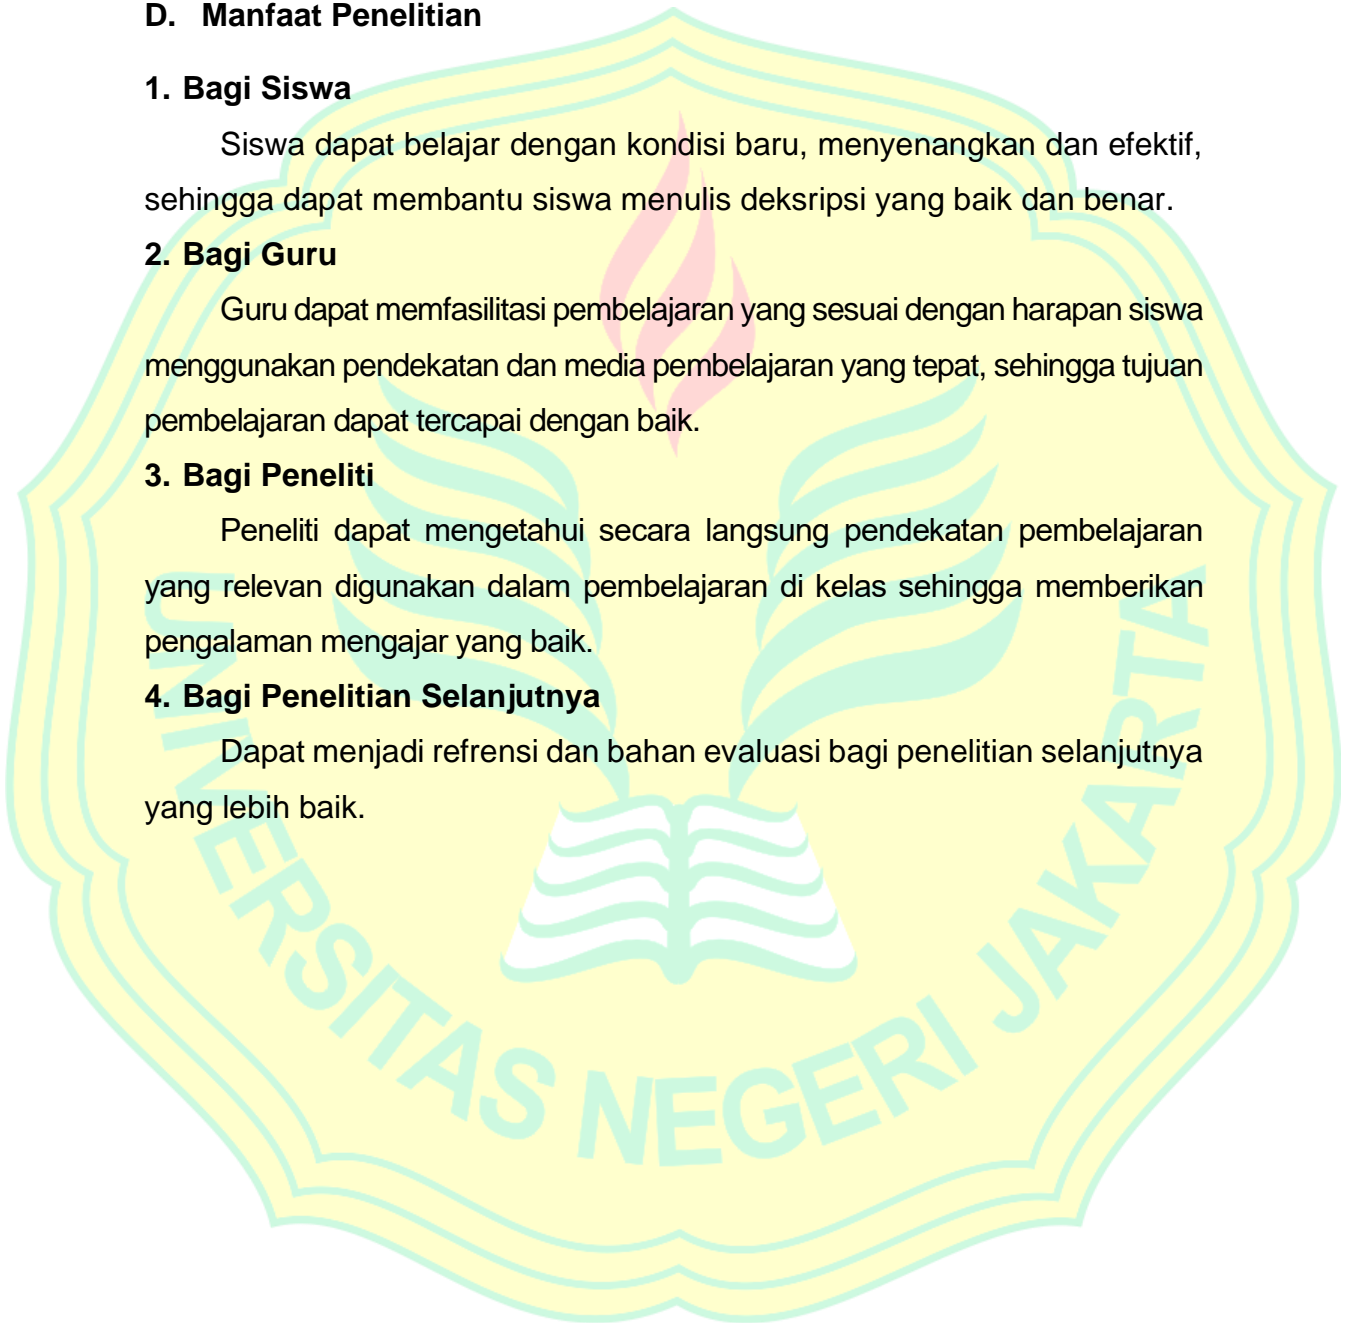 D. Manfaat Penelitian
1. Bagi Siswa
Siswa dapat belajar dengan kondisi baru, menyenangkan dan efektif,
sehingga dapat membantu siswa menulis deksripsi yang baik dan benar.
2. Bagi Guru
Guru dapat memfasilitasi pembelajaran yang sesuai dengan harapan siswa
menggunakan pendekatan dan media pembelajaran yang tepat, sehingga tujuan
pembelajaran dapat tercapai dengan baik.
3. Bagi Peneliti
Peneliti dapat mengetahui secara langsung pendekatan pembelajaran
yang relevan digunakan dalam pembelajaran di kelas sehingga memberikan
pengalaman mengajar yang baik.
4. Bagi Penelitian Selanjutnya
Dapat menjadi refrensi dan bahan evaluasi bagi penelitian selanjutnya
yang lebih baik.
UNIVERSITAS NEGERI JAKARTA